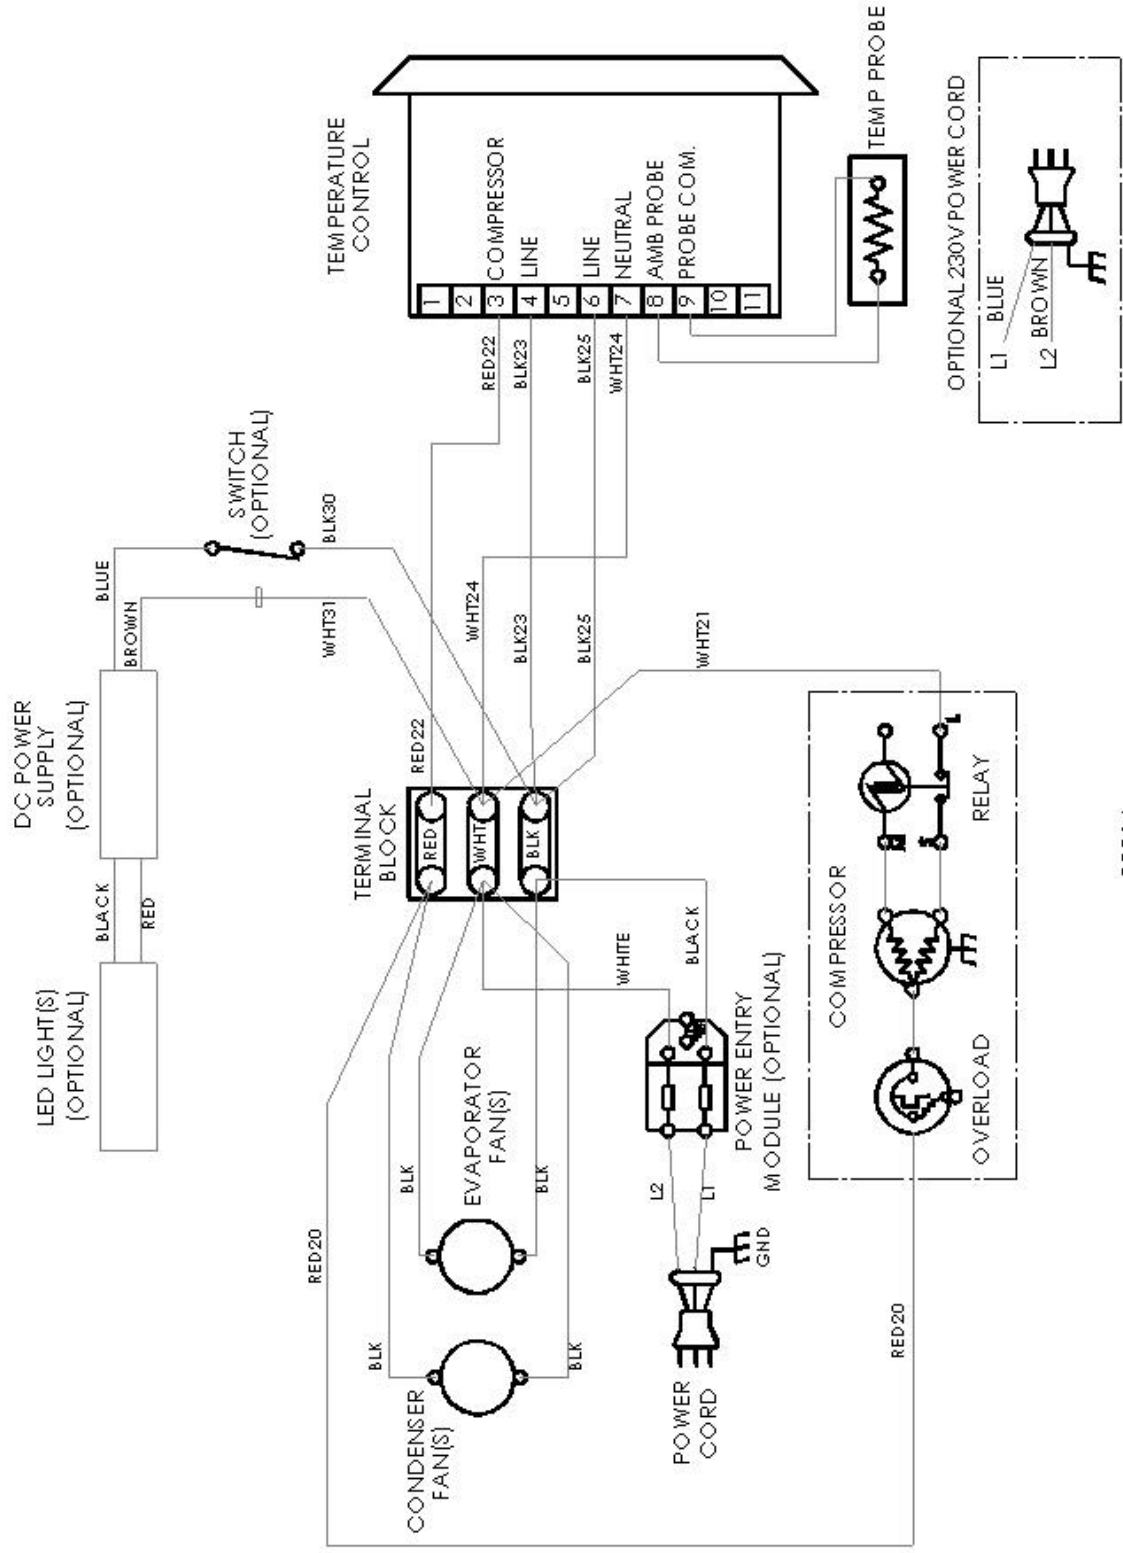 DC POWER
SUPPLY
(OPTIONAL)
LED LIGHT(S)
(OPTIONAL)
BLACK
RED
BLUE
BROWN
SWITCH
(OPTIONAL)
BLK30
WHT31
TEMPERATURE
CONTROL
1
2
3 COMPRESSOR
4 LINE
5
6 LINE
7 NEUTRAL
8 AMB PROBE
9 PROBE COM.
10
11
RED22
BLK23
BLK25
WHT24
TEMP PROBE
TERMINAL
BLOCK
RED
WHT
BLK
RED22
WHT24
BLK23
BLK25
WHT21
RED20
BLK
BLK
EVAPORATOR
FAN(S)
BLK
BLK
CONDENSER
FAN(S)
WHITE
BLACK
POWER ENTRY
MODULE (OPTIONAL)
L2
L1
GND
POWER
CORD
COMPRESSOR
RELAY
L
S
OVERLOAD
RED20
OPTIONAL 230V POWER CORD
L1 BLUE
L2 BROWN